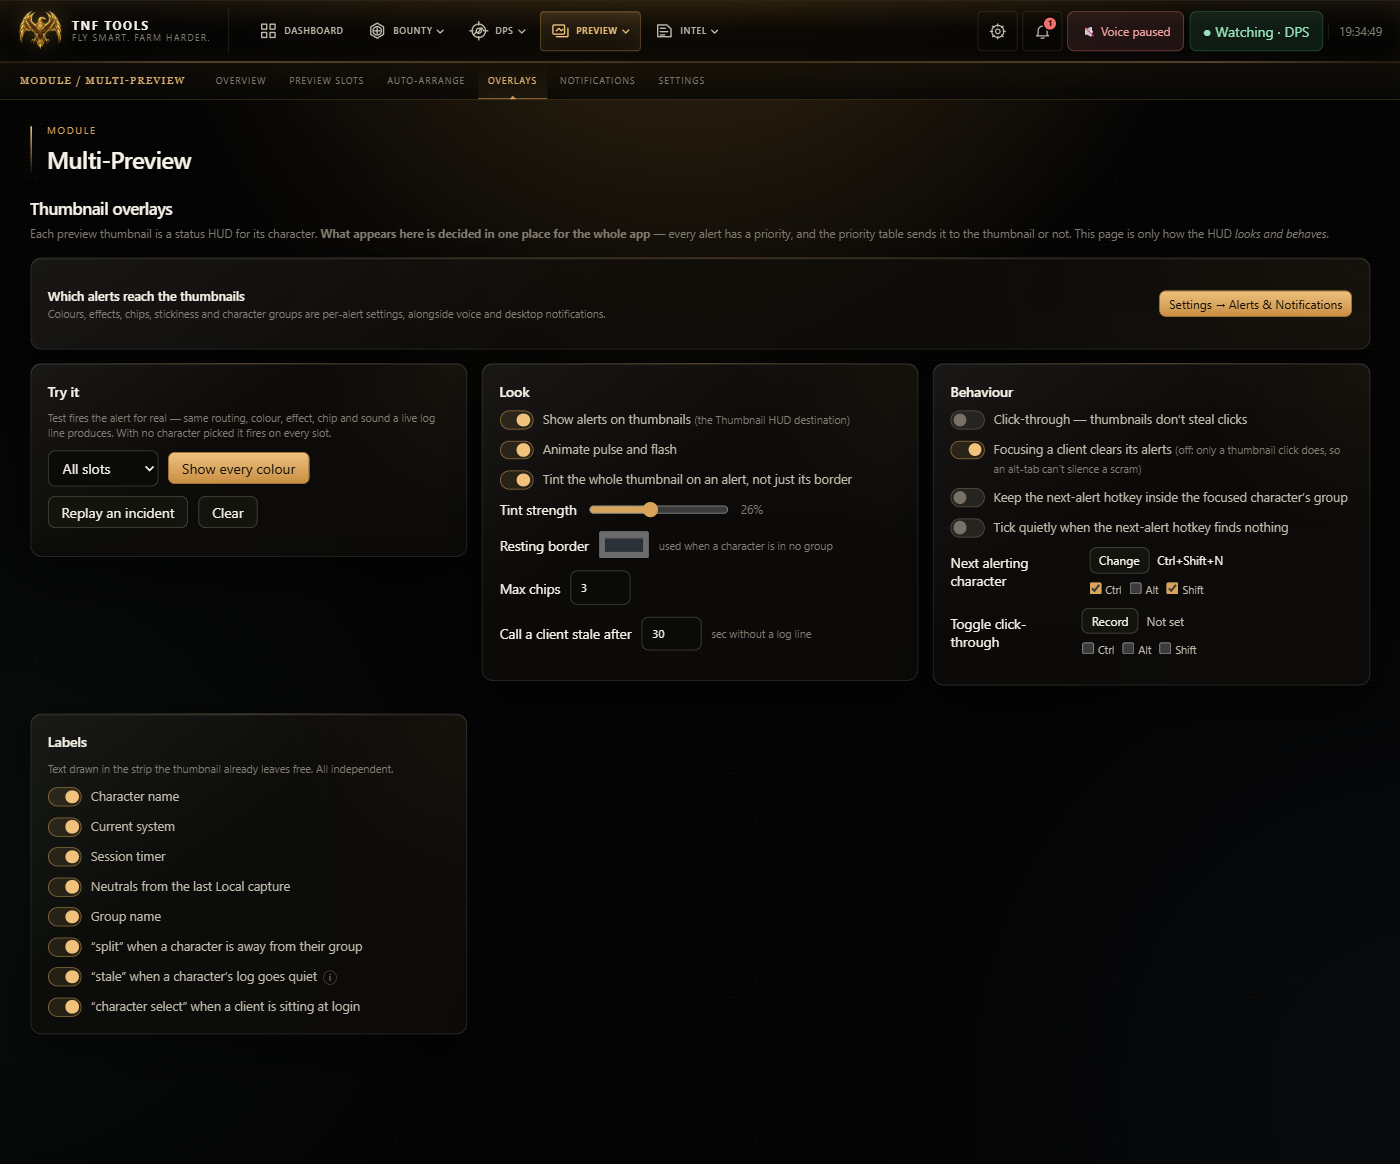 TNF TOOLS
FLY SMART. FARM HARDER.
DASHBOARD
BOUNTY
DPS
PREVIEW
INTEL
1
Voice paused
Watching · DPS
19:34:49
MODULE / MULTI-PREVIEW
OVERVIEW
PREVIEW SLOTS
AUTO-ARRANGE
OVERLAYS
NOTIFICATIONS
SETTINGS
MODULE
Multi-Preview
Thumbnail overlays
Each preview thumbnail is a status HUD for its character. What appears here is decided in one place for the whole app — every alert has a priority, and the priority table sends it to the thumbnail or not. This page is only how the HUD looks and behaves.
Which alerts reach the thumbnails
Colours, effects, chips, stickiness and character groups are per-alert settings, alongside voice and desktop notifications.
Settings → Alerts & Notifications
Try it
Test fires the alert for real — same routing, colour, effect, chip and sound a live log
line produces. With no character picked it fires on every slot.
All slots
Show every colour
Replay an incident
Clear
Look
Show alerts on thumbnails (the Thumbnail HUD destination)
Animate pulse and flash
Tint the whole thumbnail on an alert, not just its border
Tint strength
26%
Resting border
used when a character is in no group
Max chips
3
Call a client stale after
30
sec without a log line
Behaviour
Click-through — thumbnails don't steal clicks
Focusing a client clears its alerts (off: only a thumbnail click does, so
an alt-tab can't silence a scram)
Keep the next-alert hotkey inside the focused character's group
Tick quietly when the next-alert hotkey finds nothing
Next alerting
character
Change
Ctrl+Shift+N
Ctrl
Alt
Shift
Toggle click-
through
Record
Not set
Ctrl
Alt
Shift
Labels
Text drawn in the strip the thumbnail already leaves free. All independent.
Character name
Current system
Session timer
Neutrals from the last Local capture
Group name
“split” when a character is away from their group
“stale” when a character's log goes quiet
i
“character select” when a client is sitting at login